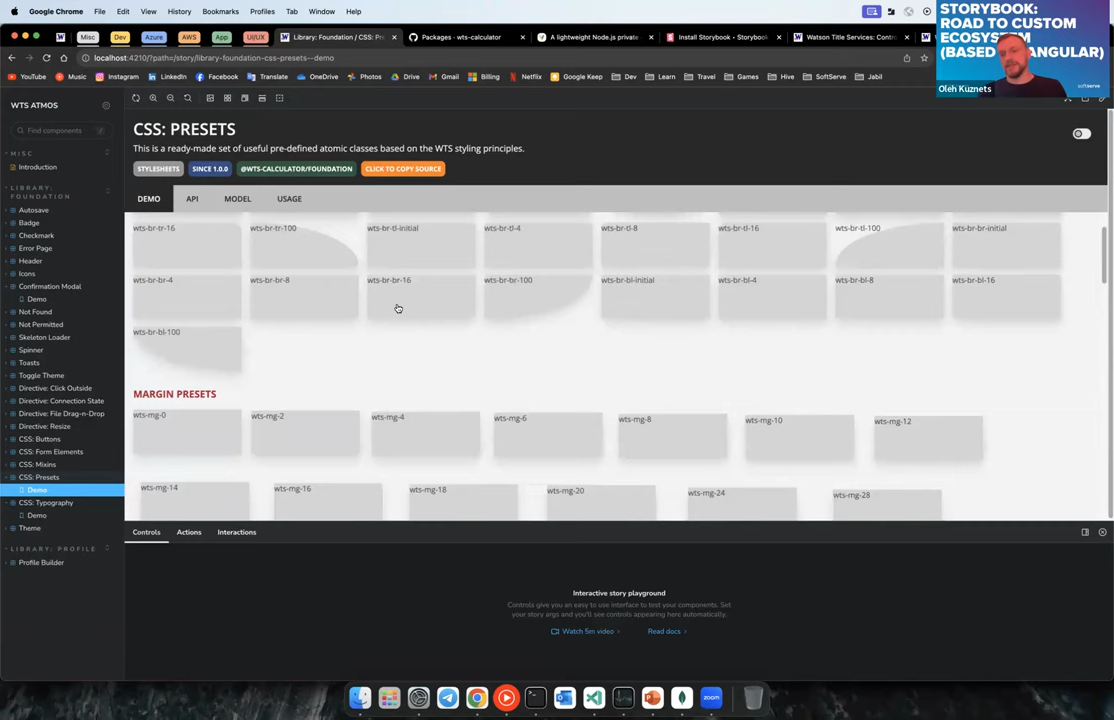 Google Chrome File Edit View History Bookmarks Profiles Tab Window Help
Misc Dev Azure AWS App UI/UX Library: Foundation / CSS: Pr Packages · wts-calculator A lightweight Node.js private Install Storybook • Storybook Watson Title Services: Contr
localhost:4210/?path=/story/library-foundation-css-presets--demo
YouTube Music Instagram LinkedIn Facebook Translate OneDrive Photos Drive Gmail Billing Netflix Google Keep Dev Learn Travel Games Hive SoftServe Jabil
STORYBOOK:
ROAD TO CUSTOM
ECOSYSTEM
softserve
Oleh Kuznets
WTS ATMOS
Find components /
MISC
Introduction
LIBRARY:
FOUNDATION
Autosave
Badge
Checkmark
Error Page
Header
Icons
Confirmation Modal
Demo
Not Found
Not Permitted
Skeleton Loader
Spinner
Toasts
Toggle Theme
Directive: Click Outside
Directive: Connection State
Directive: File Drag-n-Drop
Directive: Resize
CSS: Buttons
CSS: Form Elements
CSS: Mixins
CSS: Presets
Demo
CSS: Typography
Demo
Theme
LIBRARY: PROFILE
Profile Builder
CSS: PRESETS
This is a ready-made set of useful pre-defined atomic classes based on the WTS styling principles.
STYLESHEETS SINCE 1.0.0 @WTS-CALCULATOR/FOUNDATION CLICK TO COPY SOURCE
DEMO API MODEL USAGE
wts-br-tr-16 wts-br-tr-100 wts-br-tl-initial wts-br-tl-4 wts-br-tl-8 wts-br-tl-16 wts-br-tl-100 wts-br-br-initial
wts-br-br-4 wts-br-br-8 wts-br-br-16 wts-br-br-100 wts-br-bl-initial wts-br-bl-4 wts-br-bl-8 wts-br-bl-16
wts-br-bl-100
MARGIN PRESETS
wts-mg-0 wts-mg-2 wts-mg-4 wts-mg-6 wts-mg-8 wts-mg-10 wts-mg-12
wts-mg-14 wts-mg-16 wts-mg-18 wts-mg-20 wts-mg-24 wts-mg-28
Controls Actions Interactions
Interactive story playground
Controls give you an easy to use interface to test your components. Set
your story args and you'll see controls appearing here automatically.
Watch 5m video Read docs
zoom